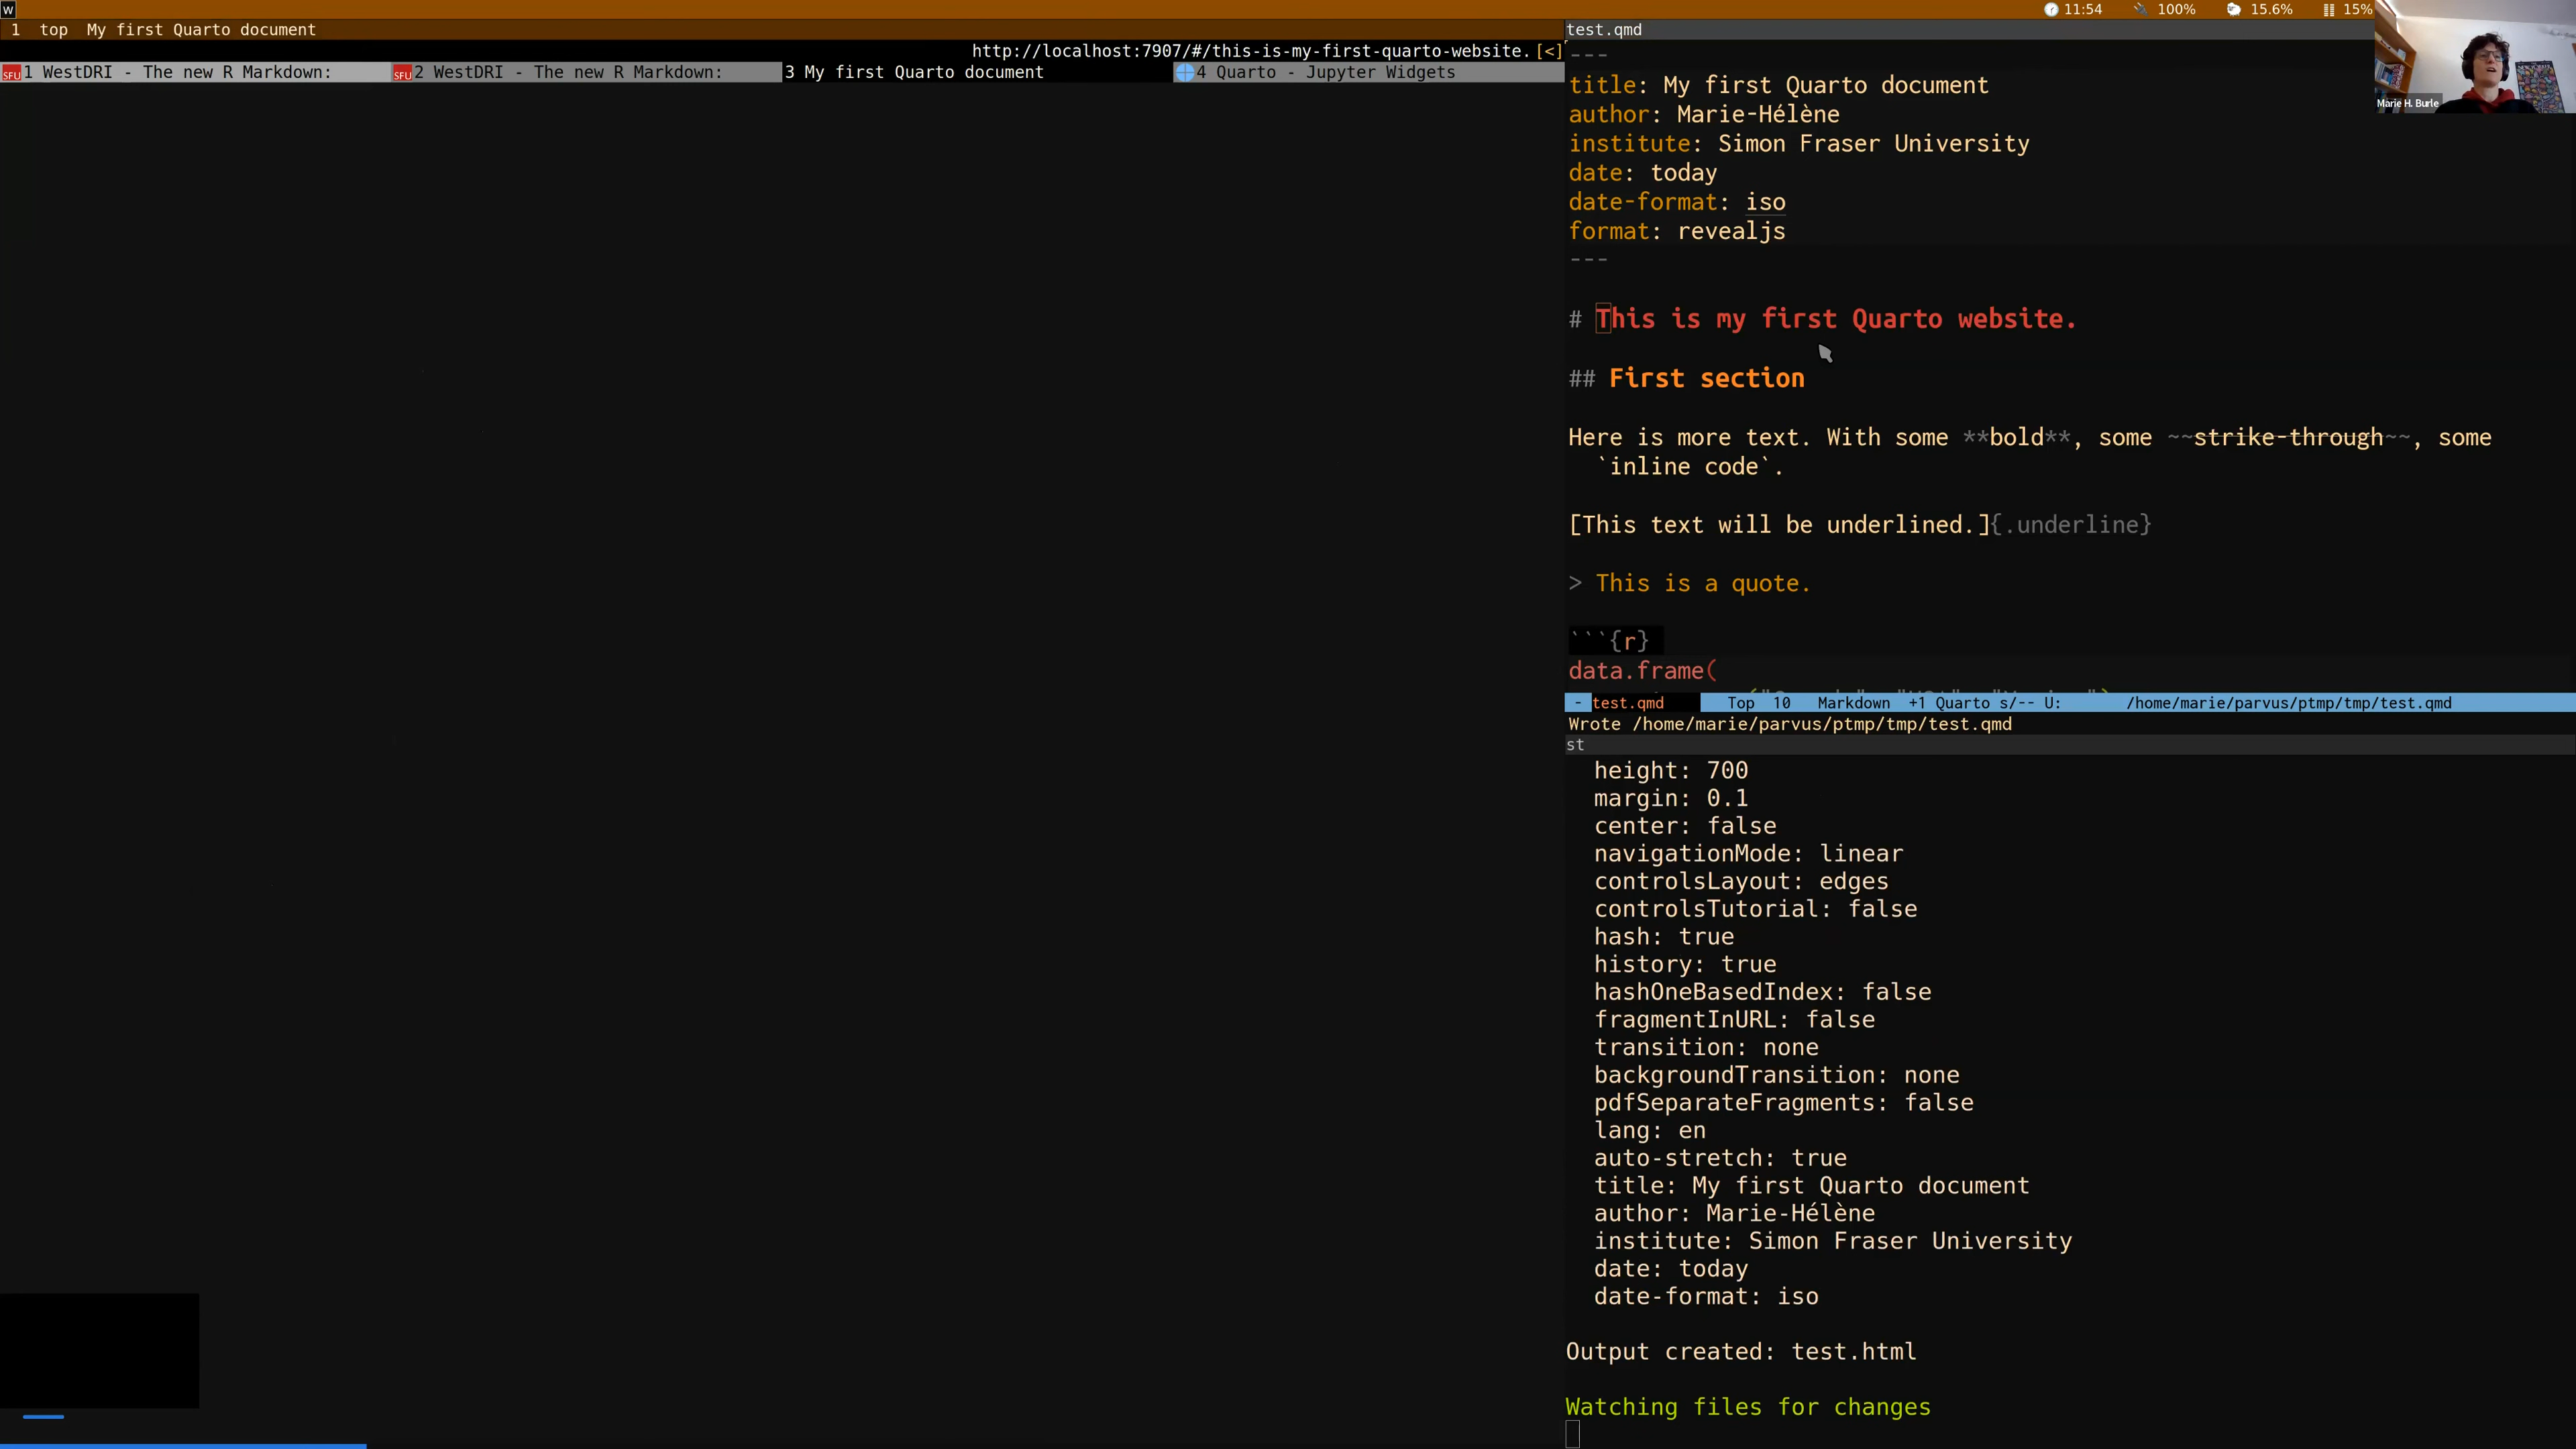 W
11:54 100% 15.6% 15%
1 top My first Quarto document
http://localhost:7907/#/this-is-my-first-quarto-website. [<]
SFU 1 WestDRI - The new R Markdown: SFU 2 WestDRI - The new R Markdown: 3 My first Quarto document 4 Quarto - Jupyter Widgets
test.qmd
Marie H. Burle
---
title: My first Quarto document
author: Marie-Hélène
institute: Simon Fraser University
date: today
date-format: iso
format: revealjs
---
# This is my first Quarto website.
## First section
Here is more text. With some **bold**, some ~~strike-through~~, some
`inline code`.
[This text will be underlined.]{.underline}
> This is a quote.
```{r}
data.frame(
- test.qmd Top 10 Markdown +1 Quarto s/-- U: /home/marie/parvus/ptmp/tmp/test.qmd
Wrote /home/marie/parvus/ptmp/tmp/test.qmd
st
height: 700
margin: 0.1
center: false
navigationMode: linear
controlsLayout: edges
controlsTutorial: false
hash: true
history: true
hashOneBasedIndex: false
fragmentInURL: false
transition: none
backgroundTransition: none
pdfSeparateFragments: false
lang: en
auto-stretch: true
title: My first Quarto document
author: Marie-Hélène
institute: Simon Fraser University
date: today
date-format: iso
Output created: test.html
Watching files for changes